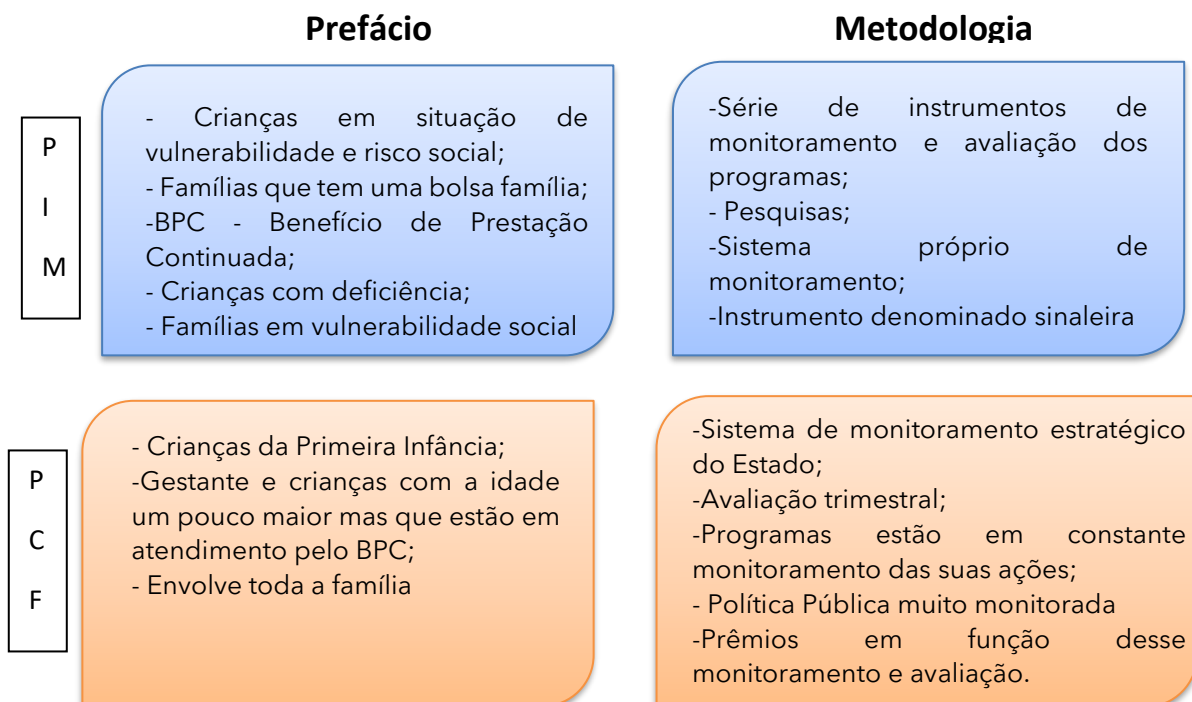 Prefácio
Metodologia
P
I
M
- Crianças em situação de
vulnerabilidade e risco social;
- Famílias que tem uma bolsa família;
-BPC - Benefício de Prestação
Continuada;
- Crianças com deficiência;
- Famílias em vulnerabilidade social
-Série de instrumentos de
monitoramento e avaliação dos
programas;
- Pesquisas;
-Sistema próprio de
monitoramento;
-Instrumento denominado sinaleira
P
C
F
- Crianças da Primeira Infância;
-Gestante e crianças com a idade
um pouco maior mas que estão em
atendimento pelo BPC;
- Envolve toda a família
-Sistema de monitoramento estratégico
do Estado;
-Avaliação trimestral;
-Programas estão em constante
monitoramento das suas ações;
- Política Pública muito monitorada
-Prêmios em função desse
monitoramento e avaliação.